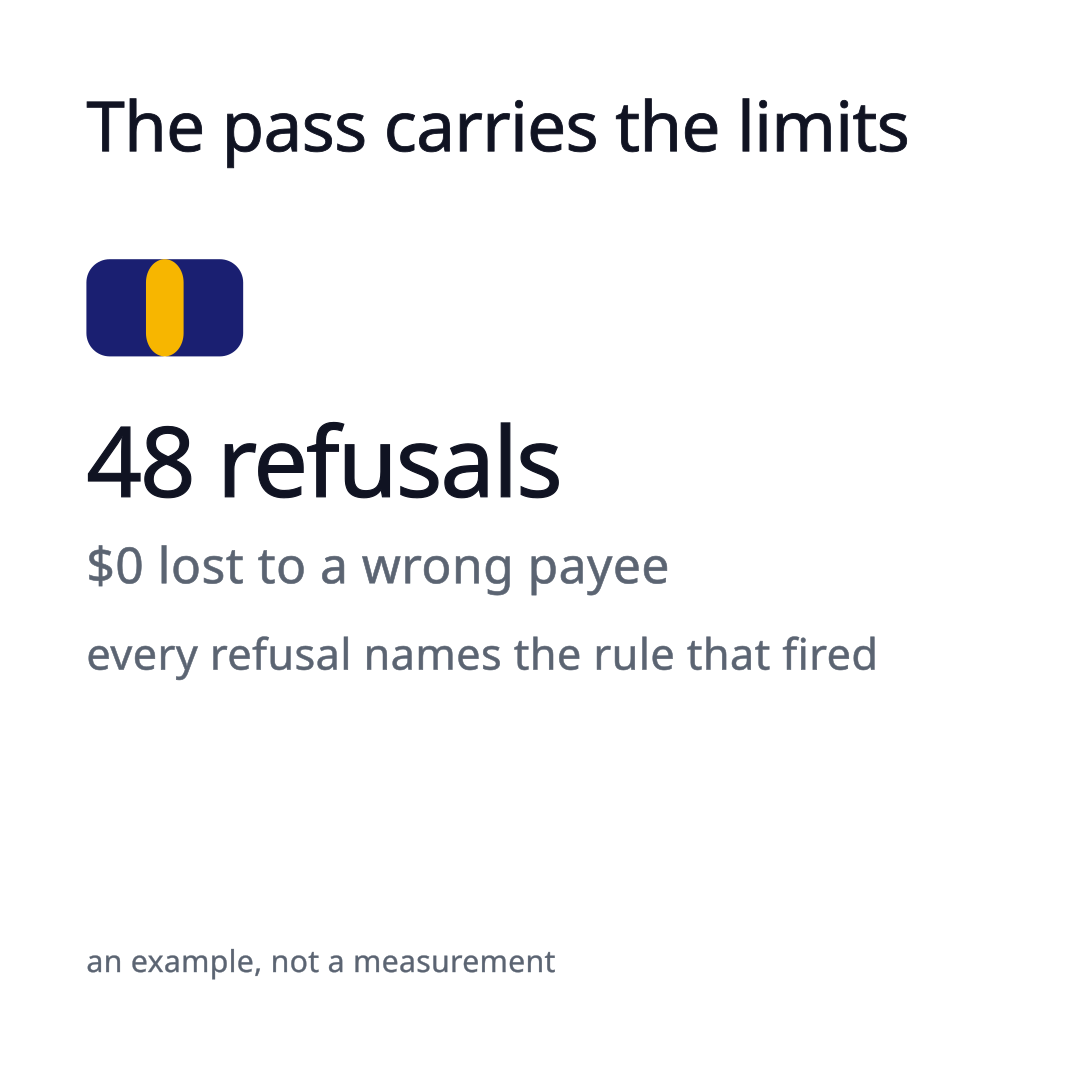 The pass carries the limits
48 refusals
$0 lost to a wrong payee
every refusal names the rule that fired
an example, not a measurement